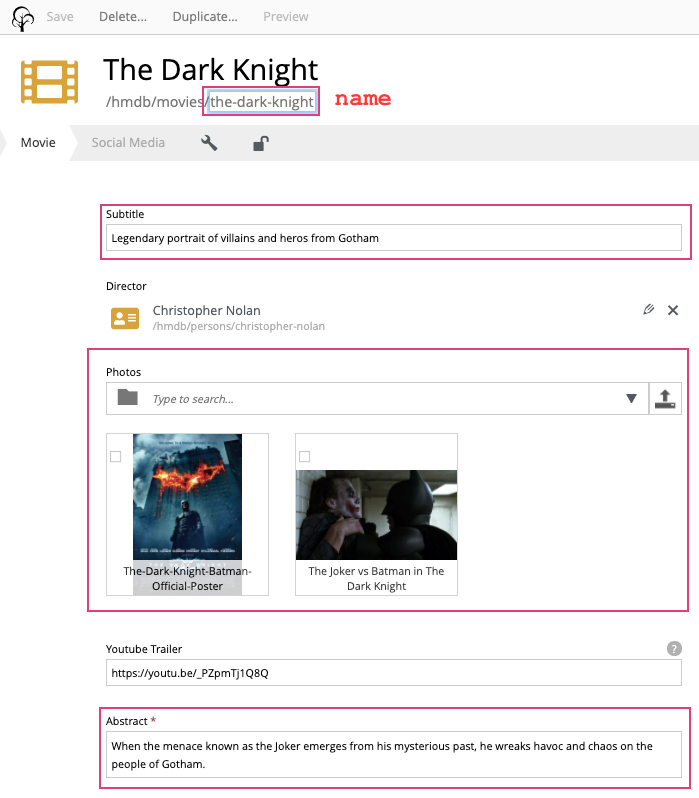 Save Delete... Duplicate... Preview
The Dark Knight
/hmdb/movies/the-dark-knight name
Movie Social Media
Subtitle
Legendary portrait of villains and heros from Gotham
Director
Christopher Nolan
/hmdb/persons/christopher-nolan
Photos
Type to search...
The-Dark-Knight-Batman-
Official-Poster
The Joker vs Batman in The
Dark Knight
Youtube Trailer ?
https://youtu.be/_PZpmTj1Q8Q
Abstract *
When the menace known as the Joker emerges from his mysterious past, he wreaks havoc and chaos on the
people of Gotham.